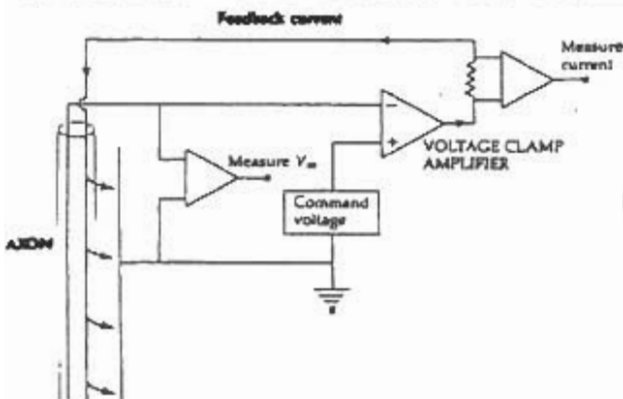 Feedback current
Measure
current
−
+
VOLTAGE CLAMP
AMPLIFIER
Measure Vm
Command
voltage
AXON